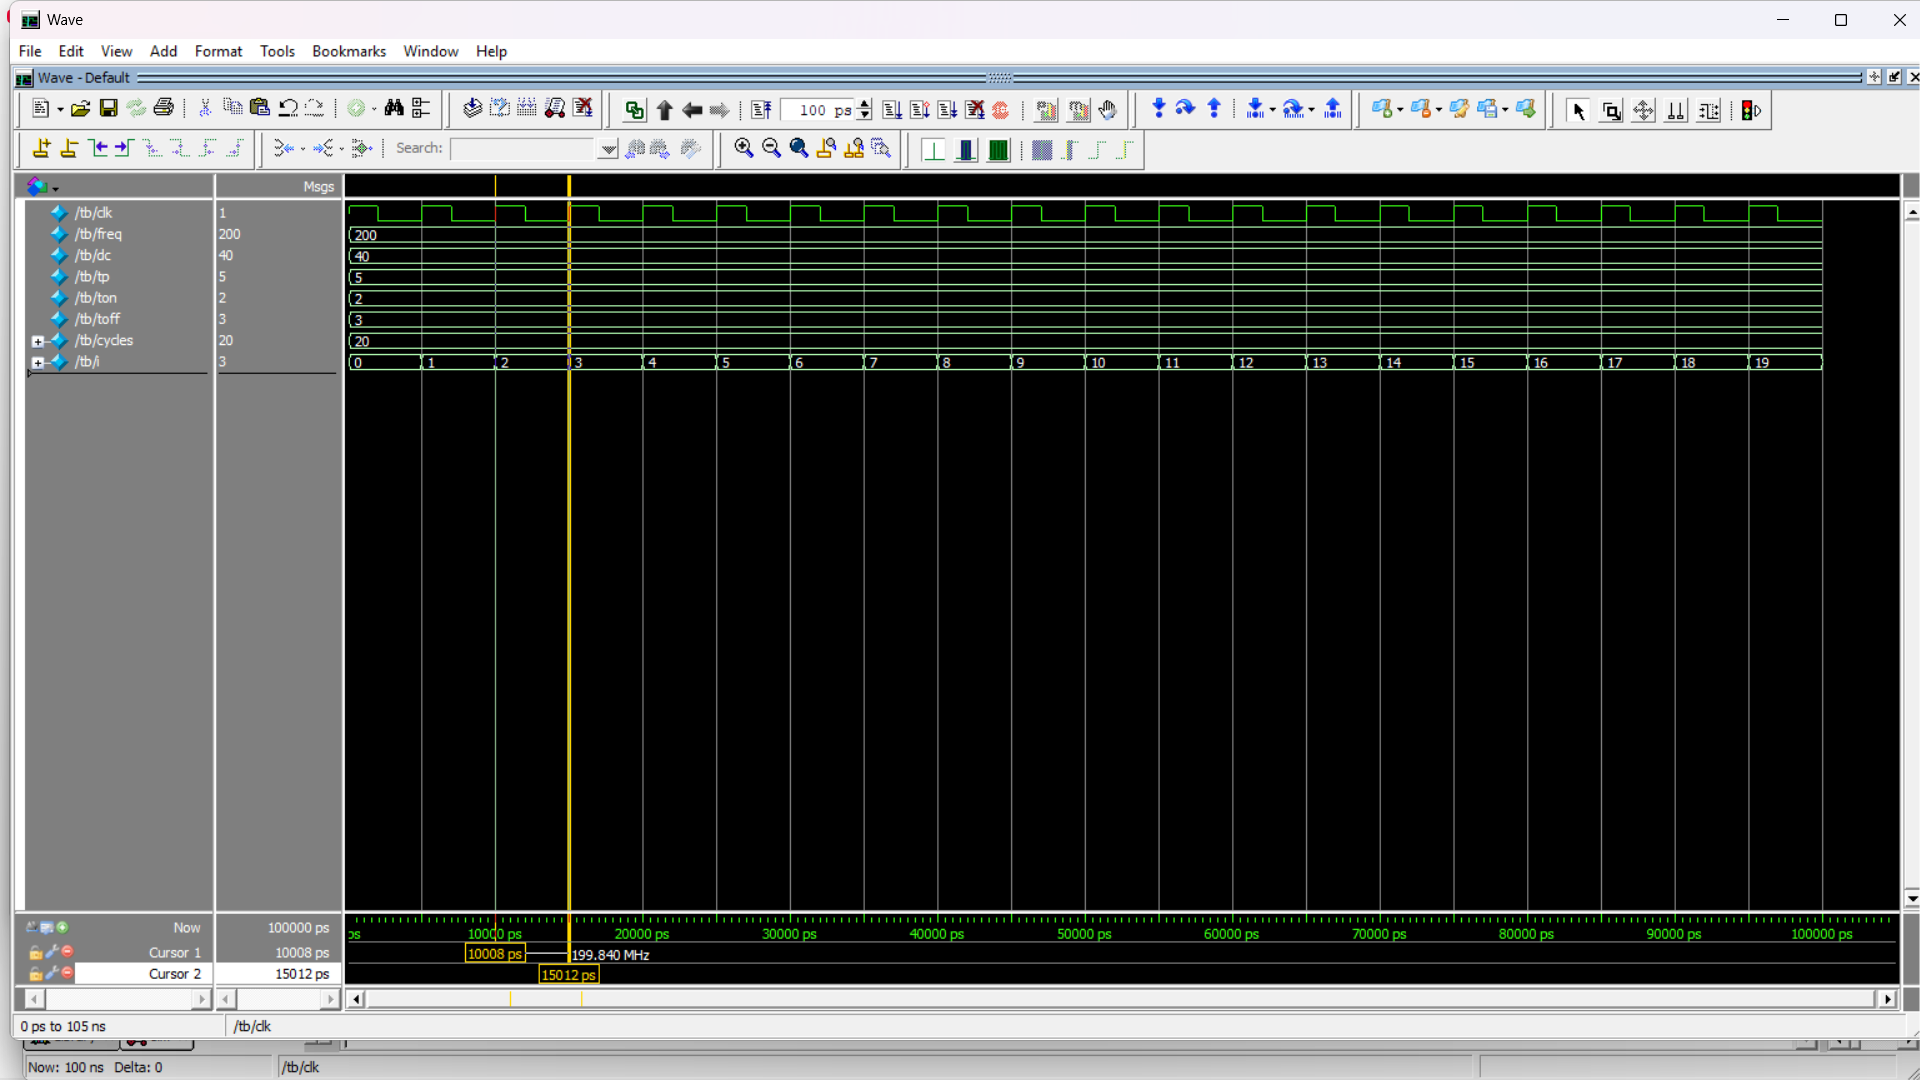 Wave
File Edit View Add Format Tools Bookmarks Window Help
Wave - Default
100 ps
Search:
Msgs
/tb/clk 1
/tb/freq 200 200
/tb/dc 40 40
/tb/tp 5 5
/tb/ton 2 2
/tb/toff 3 3
/tb/cycles 20 20
/tb/i 3 0 1 2 3 4 5 6 7 8 9 10 11 12 13 14 15 16 17 18 19
Now 100000 ps ps 10000 ps 20000 ps 30000 ps 40000 ps 50000 ps 60000 ps 70000 ps 80000 ps 90000 ps 100000 ps
Cursor 1 10008 ps 10008 ps 199.840 MHz
Cursor 2 15012 ps 15012 ps
0 ps to 105 ns /tb/clk
Now: 100 ns Delta: 0 /tb/clk